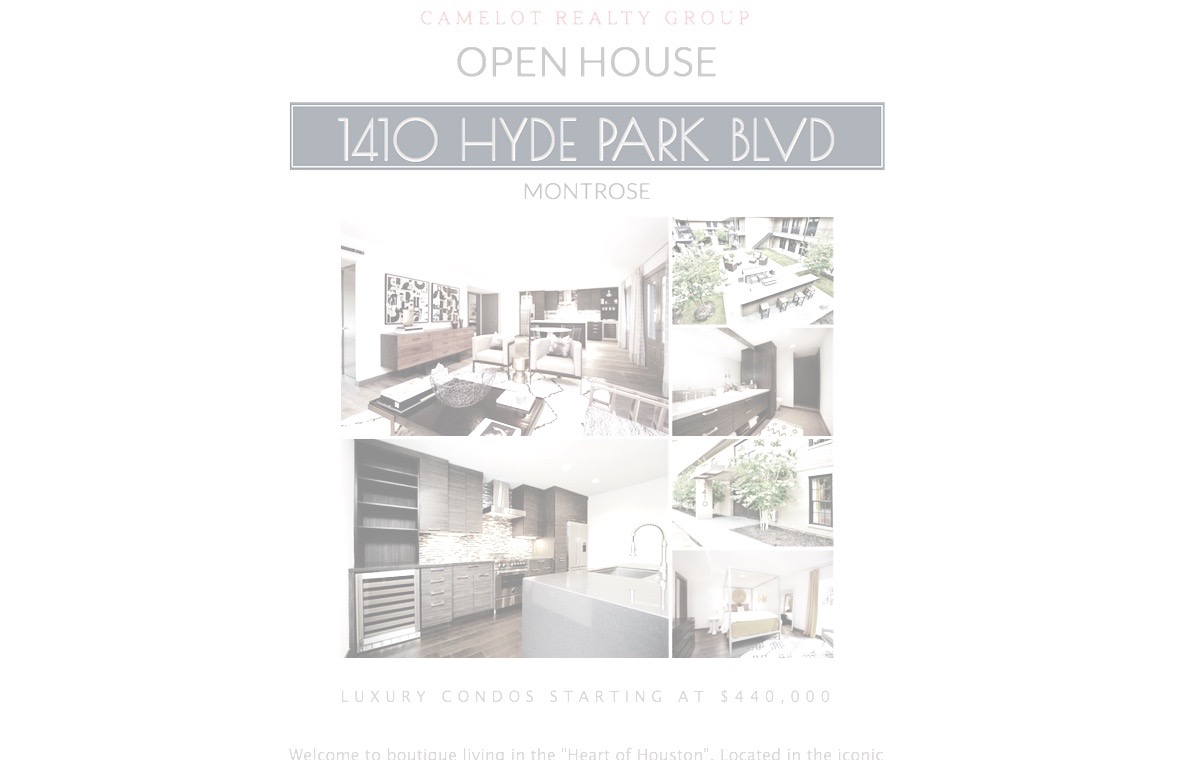 CAMELOT REALTY GROUP
OPEN HOUSE
1410 HYDE PARK BLVD
MONTROSE
LUXURY CONDOS STARTING AT $440,000
Welcome to boutique living in the "Heart of Houston". Located in the iconic